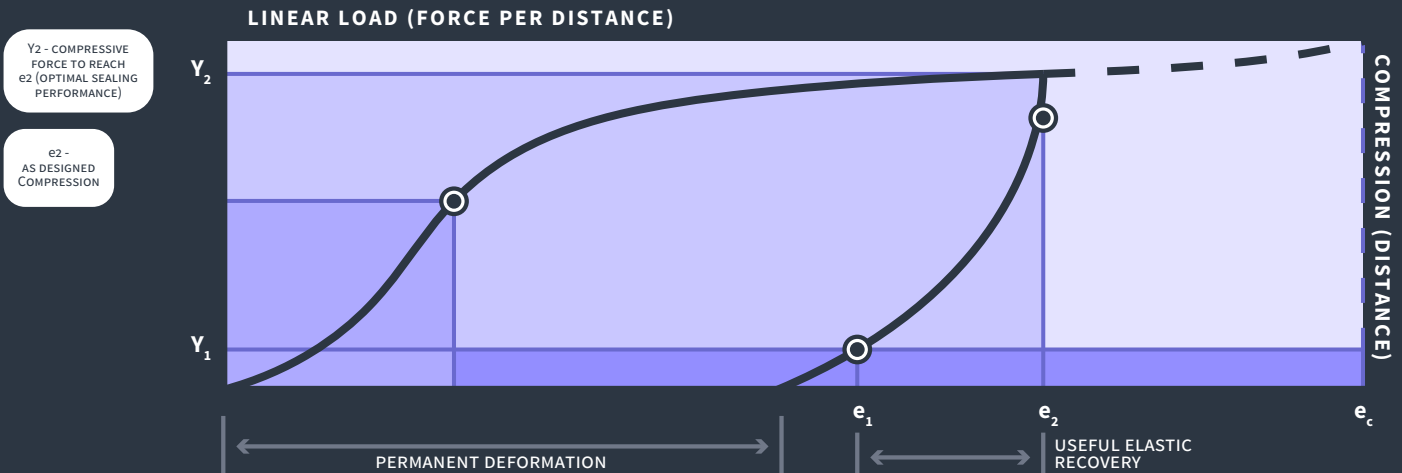 LINEAR LOAD (FORCE PER DISTANCE)
Y2 - COMPRESSIVE
FORCE TO REACH
e2 (OPTIMAL SEALING
PERFORMANCE)
Y2
e2 -
AS DESIGNED
COMPRESSION
COMPRESSION (DISTANCE)
Y1
e1
e2
ec
PERMANENT DEFORMATION
USEFUL ELASTIC
RECOVERY